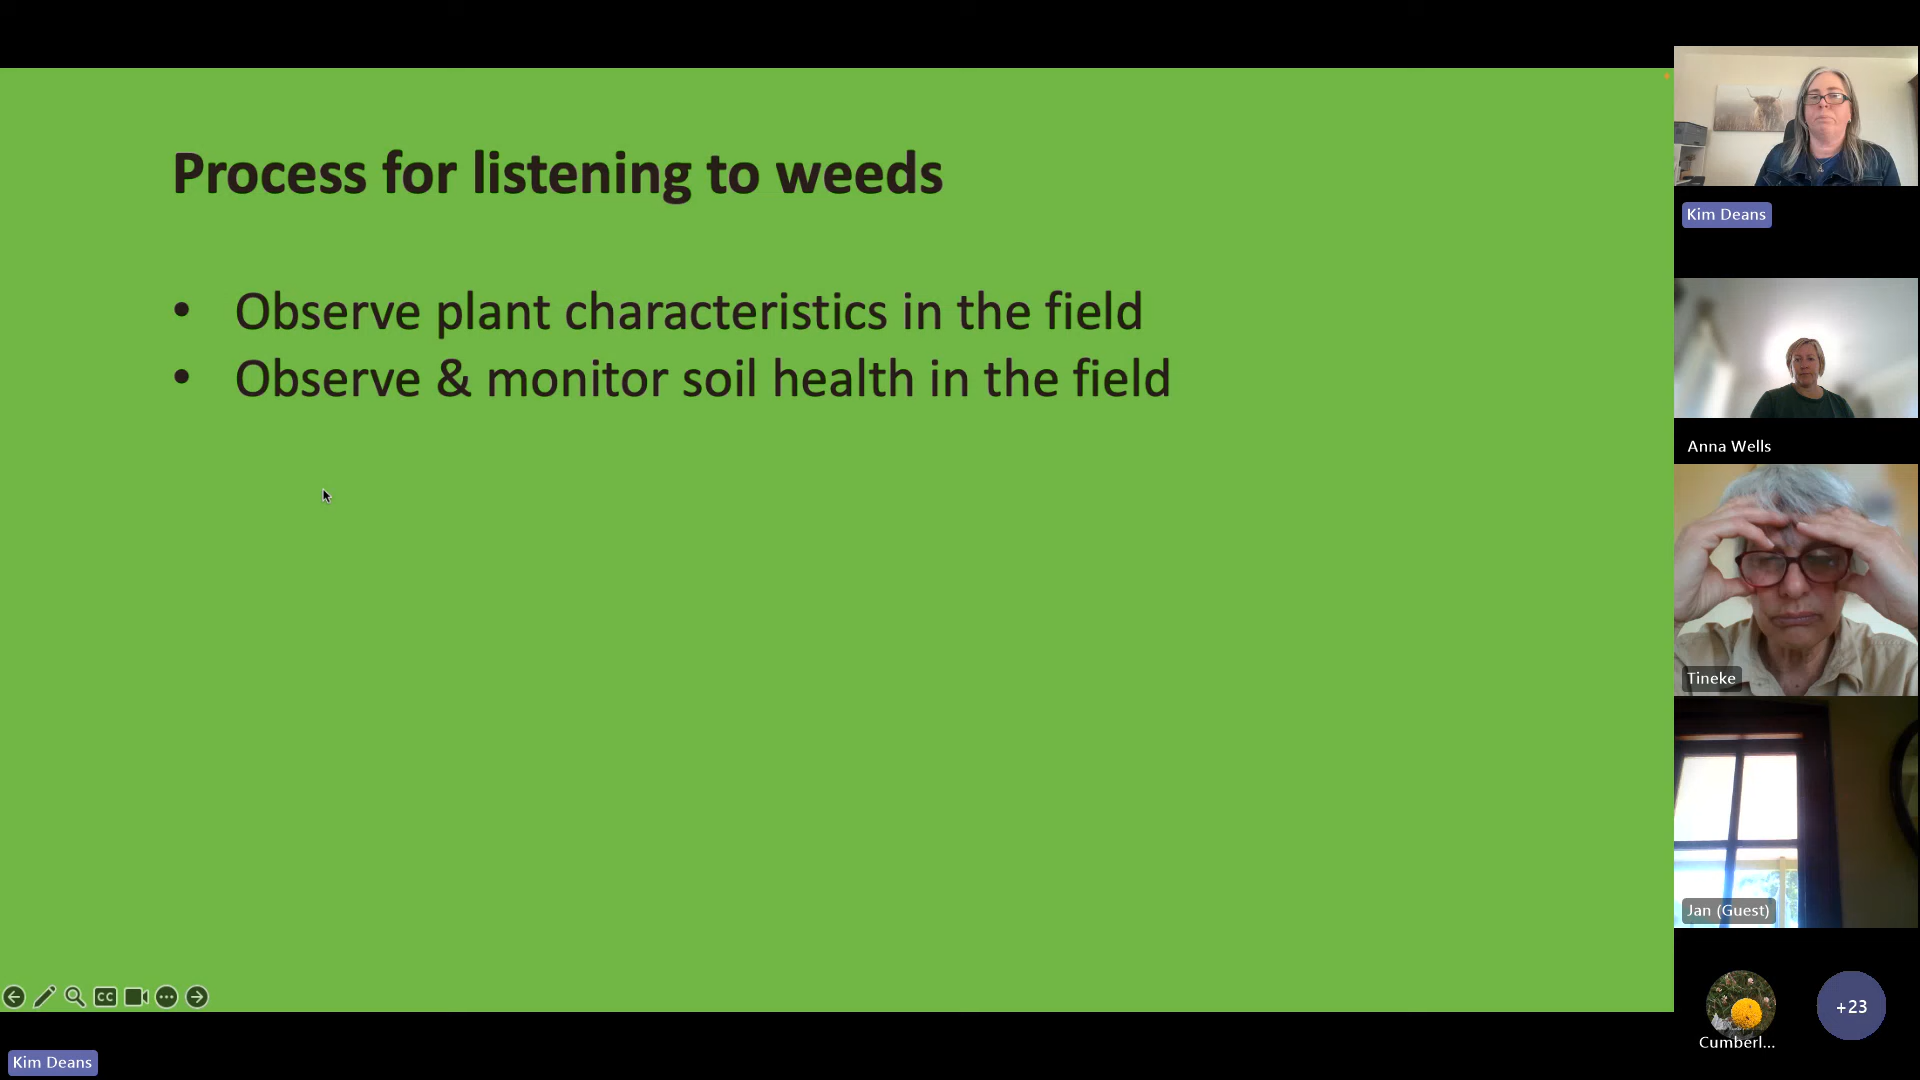 Process for listening to weeds
• Observe plant characteristics in the field
• Observe & monitor soil health in the field
CC
Kim Deans
Kim Deans
Anna Wells
Tineke
Jan (Guest)
Cumberl...
+23